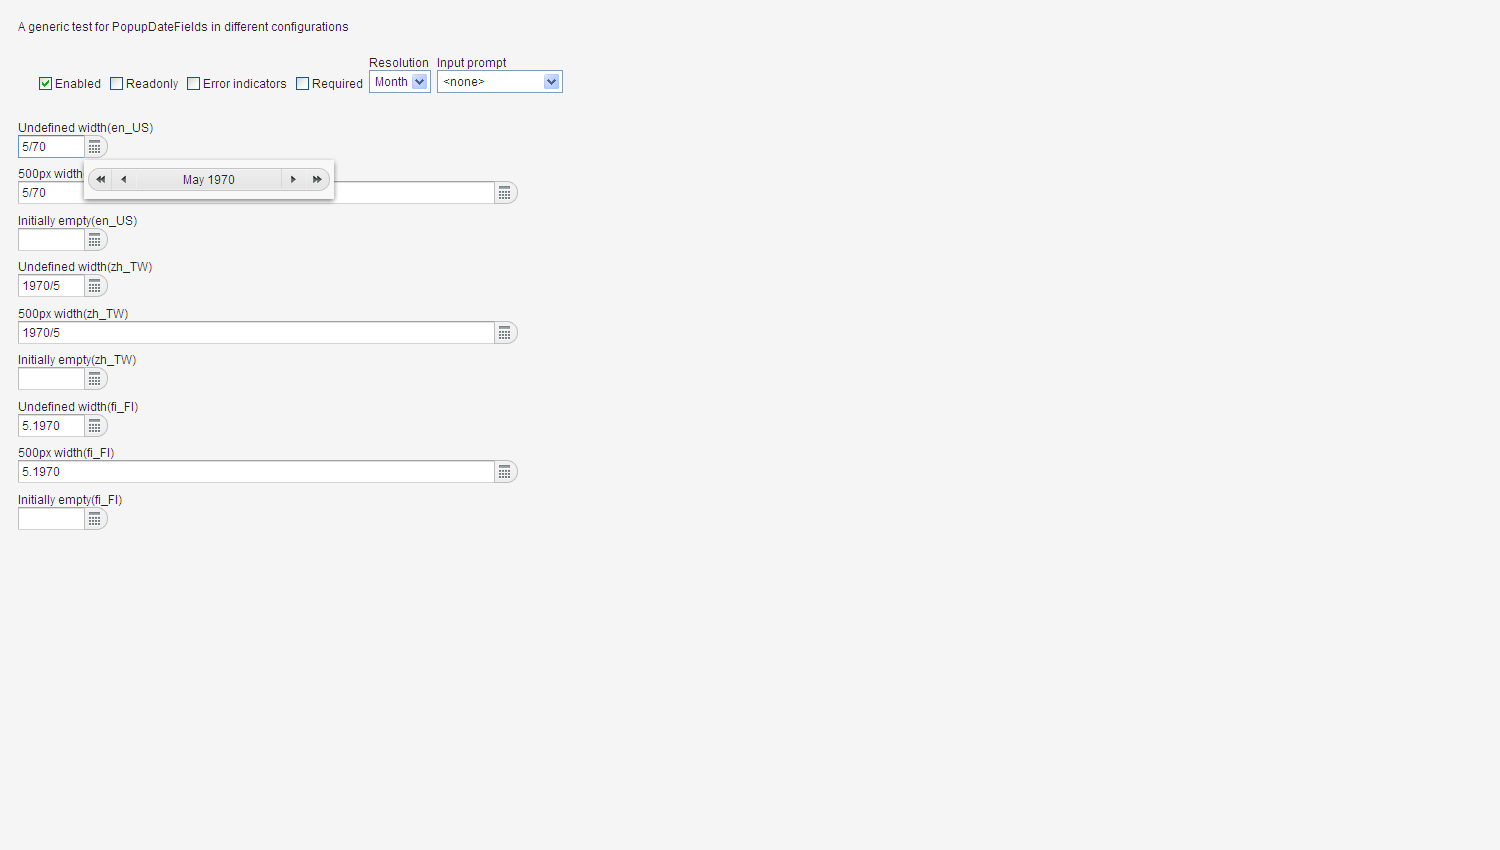 A generic test for PopupDateFields in different configurations
Resolution Input prompt
Enabled Readonly Error indicators Required Month <none>
Undefined width(en_US)
5/70
500px width
May 1970
5/70
Initially empty(en_US)
Undefined width(zh_TW)
1970/5
500px width(zh_TW)
1970/5
Initially empty(zh_TW)
Undefined width(fi_FI)
5.1970
500px width(fi_FI)
5.1970
Initially empty(fi_FI)